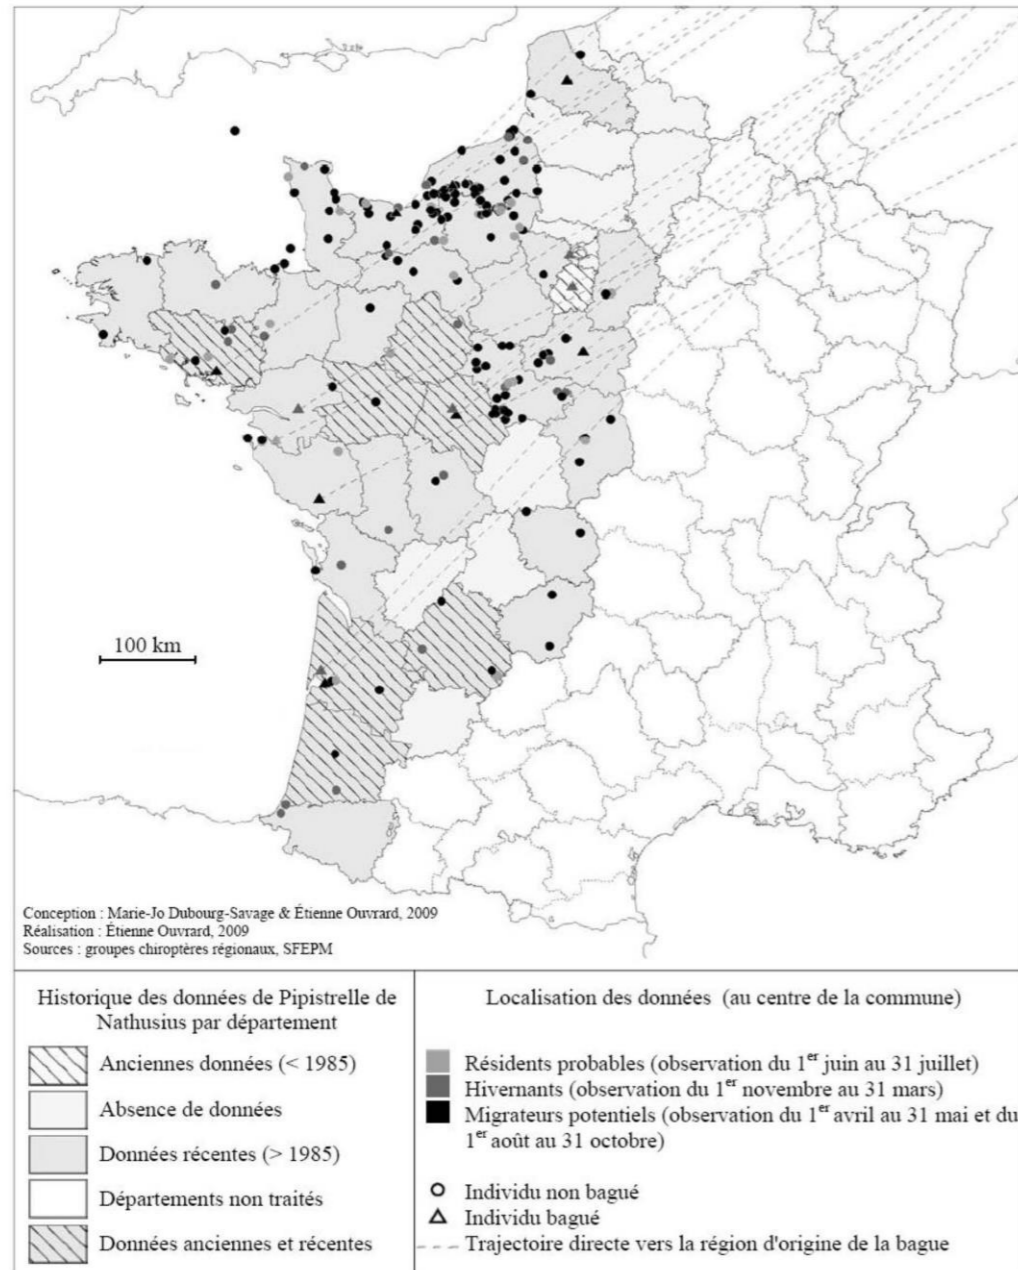 100 km
Conception : Marie-Jo Dubourg-Savage & Étienne Ouvrard, 2009
Réalisation : Étienne Ouvrard, 2009
Sources : groupes chiroptères régionaux, SFEPM
Historique des données de Pipistrelle de
Nathusius par département
Anciennes données (< 1985)
Absence de données
Données récentes (> 1985)
Départements non traités
Données anciennes et récentes
Localisation des données (au centre de la commune)
Résidents probables (observation du 1er juin au 31 juillet)
Hivernants (observation du 1er novembre au 31 mars)
Migrateurs potentiels (observation du 1er avril au 31 mai et du
1er août au 31 octobre)
Individu non bagué
Individu bagué
Trajectoire directe vers la région d'origine de la bague